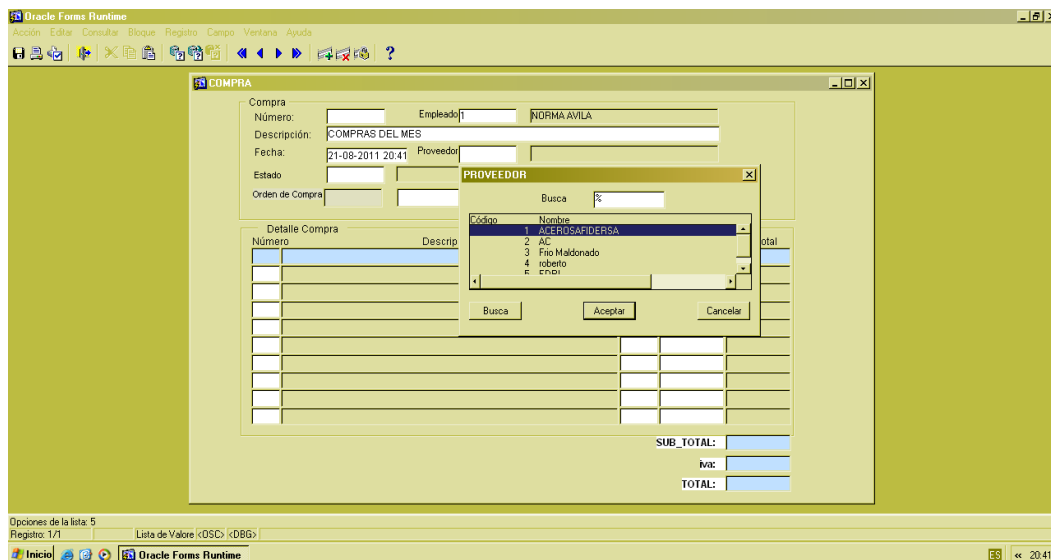 Oracle Forms Runtime
Acción Editar Consultar Bloque Registro Campo Ventana Ayuda
COMPRA
Compra
Número: Empleado 1 NORMA AVILA
Descripción: COMPRAS DEL MES
Fecha: 21-08-2011 20:41 Proveedor
Estado
Orden de Compra
PROVEEDOR
Busca %
Código Nombre
1 ACEROSAFIDERSA
2 AC
3 Frio Maldonado
4 roberto
5
Busca Aceptar Cancelar
Detalle Compra
Número Descrip otal
SUB_TOTAL:
iva:
TOTAL:
Opciones de la lista: 5
Registro: 1/1 Lista de Valore <OSC> <DBG>
Inicio Oracle Forms Runtime ES « 20:41